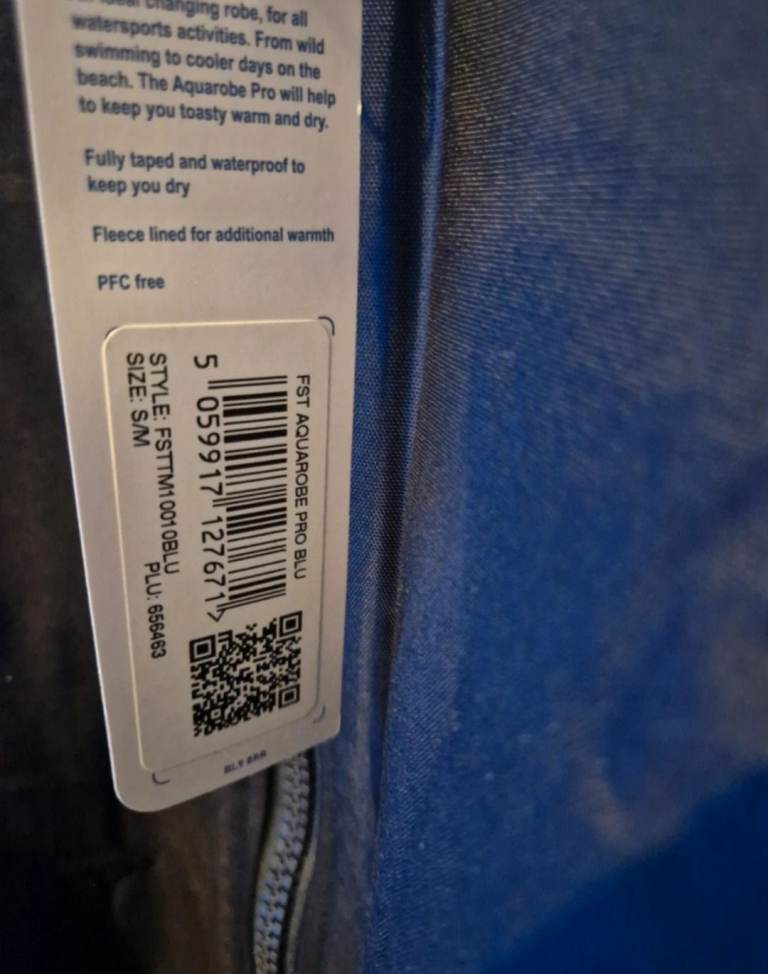 changing robe, for all
watersports activities. From wild
swimming to cooler days on the
beach. The Aquarobe Pro will help
to keep you toasty warm and dry.
Fully taped and waterproof to
keep you dry
Fleece lined for additional warmth
PFC free
FST AQUAROBE PRO BLU
5 059917 127671>
STYLE: FSTTM10010BLU
SIZE: S/M PLU: 656463